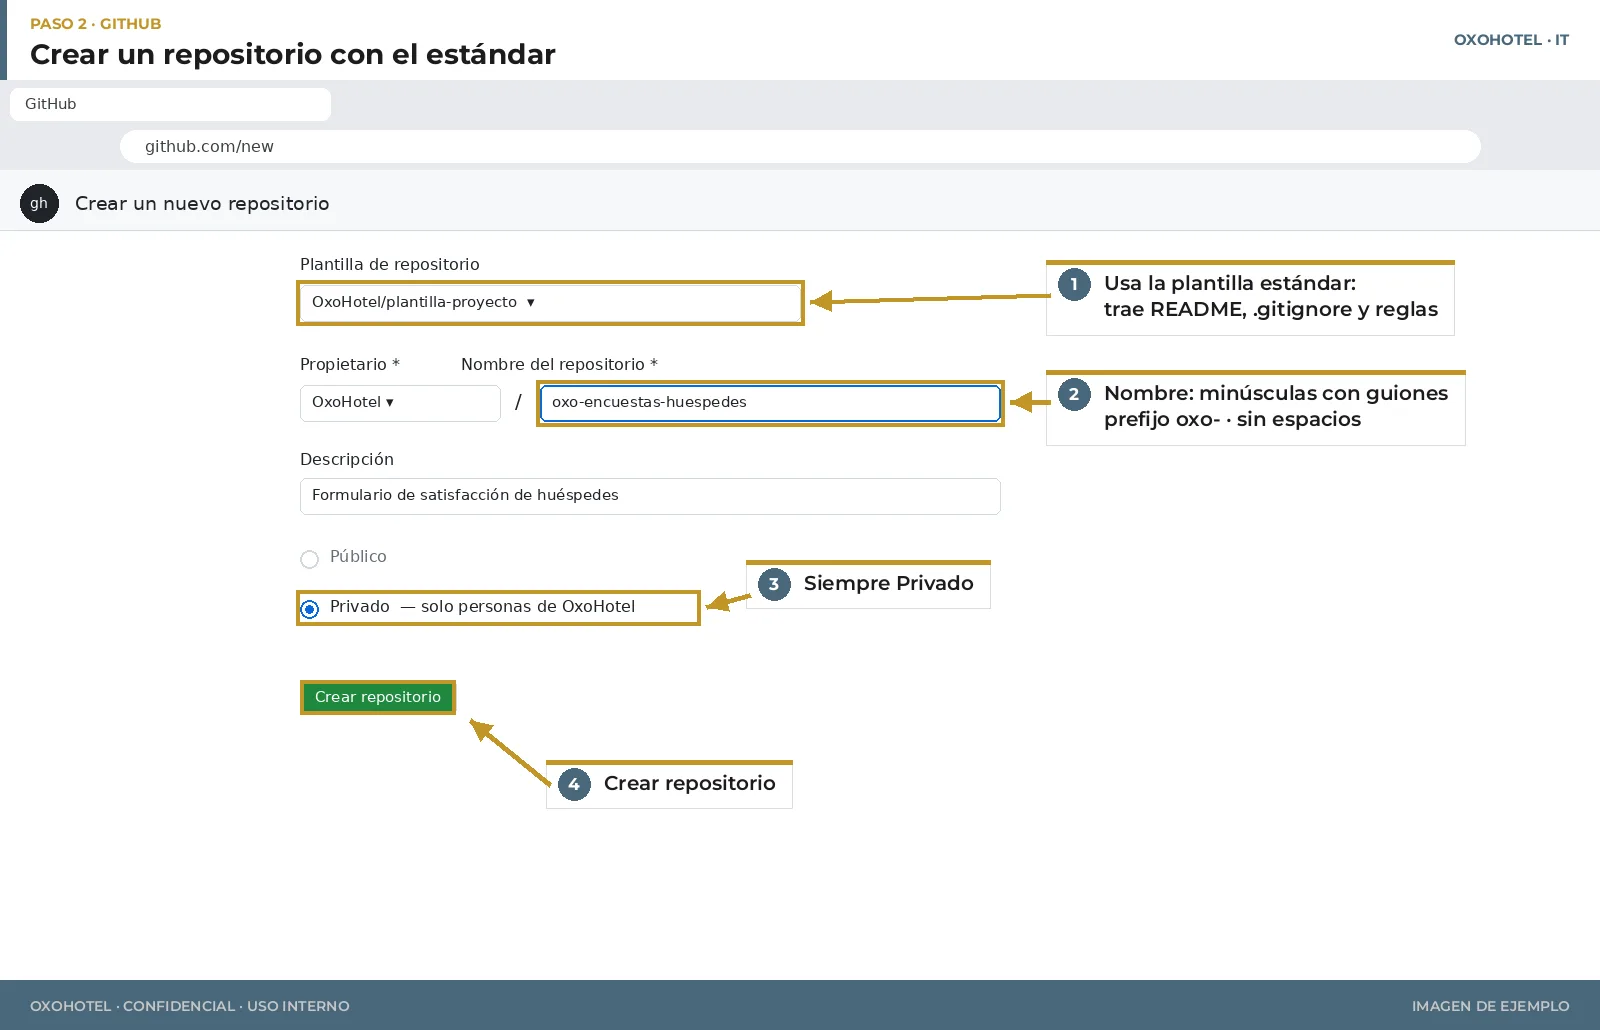 PASO 2 · GITHUB
Crear un repositorio con el estándar
OXOHOTEL · IT
GitHub
github.com/new
gh
Crear un nuevo repositorio
Plantilla de repositorio
OxoHotel/plantilla-proyecto ▾
1
Usa la plantilla estándar:
trae README, .gitignore y reglas
Propietario *
Nombre del repositorio *
OxoHotel ▾
/
oxo-encuestas-huespedes
2
Nombre: minúsculas con guiones
prefijo oxo- · sin espacios
Descripción
Formulario de satisfacción de huéspedes
Público
Privado — solo personas de OxoHotel
3
Siempre Privado
Crear repositorio
4
Crear repositorio
OXOHOTEL · CONFIDENCIAL · USO INTERNO
IMAGEN DE EJEMPLO